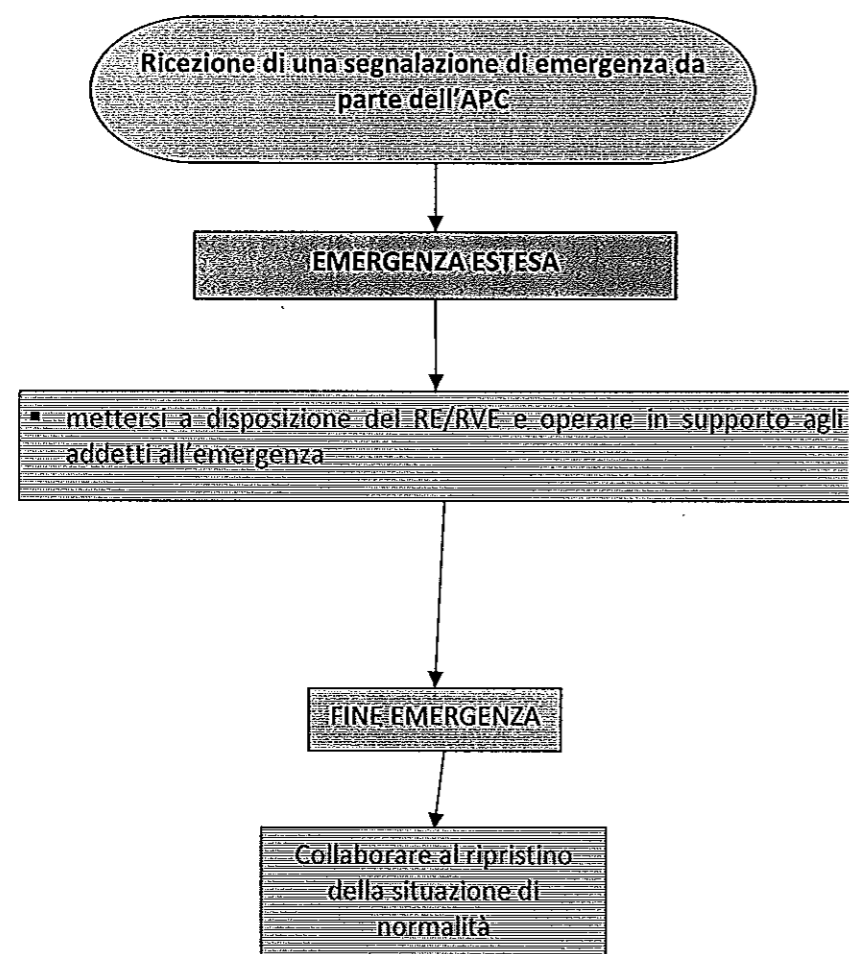 Ricezione di una segnalazione di emergenza da
parte dell'APC
EMERGENZA ESTESA
▪ mettersi a disposizione del RE/RVE e operare in supporto agli
addetti all'emergenza
FINE EMERGENZA
Collaborare al ripristino
della situazione di
normalità